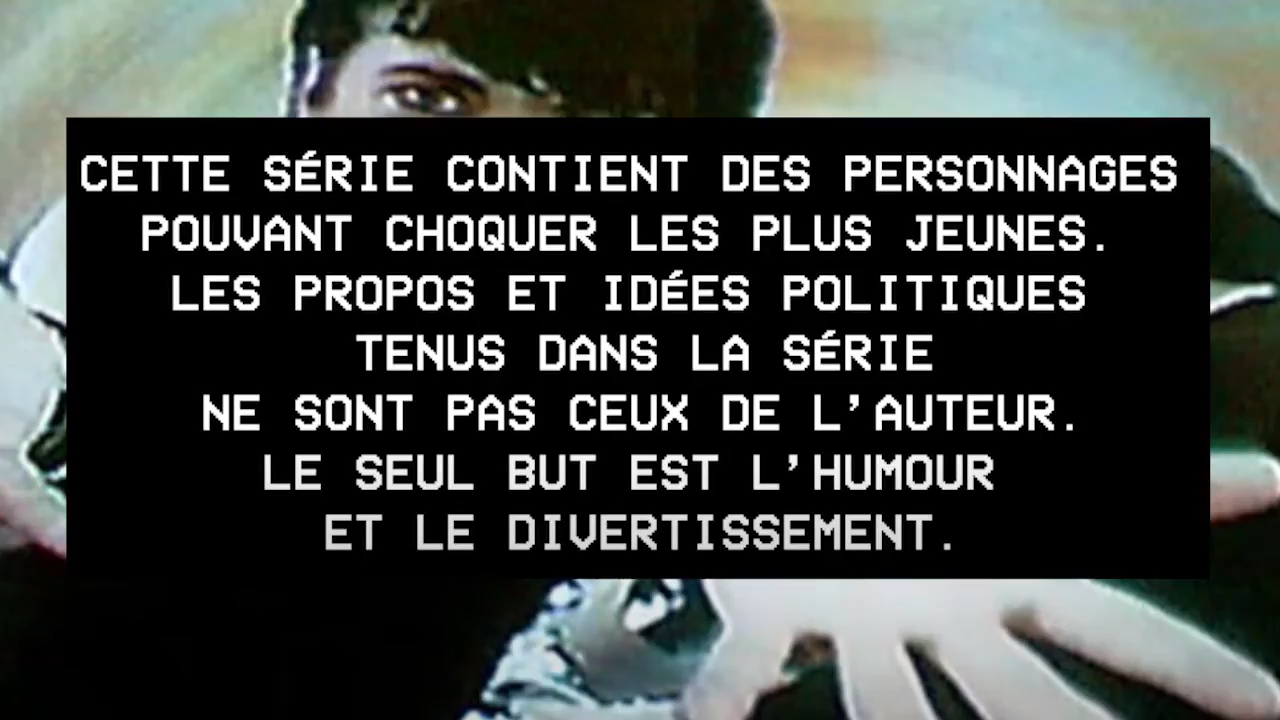 CETTE SÉRIE CONTIENT DES PERSONNAGES
POUVANT CHOQUER LES PLUS JEUNES.
LES PROPOS ET IDÉES POLITIQUES
TENUS DANS LA SÉRIE
NE SONT PAS CEUX DE L'AUTEUR.
LE SEUL BUT EST L'HUMOUR
ET LE DIVERTISSEMENT.